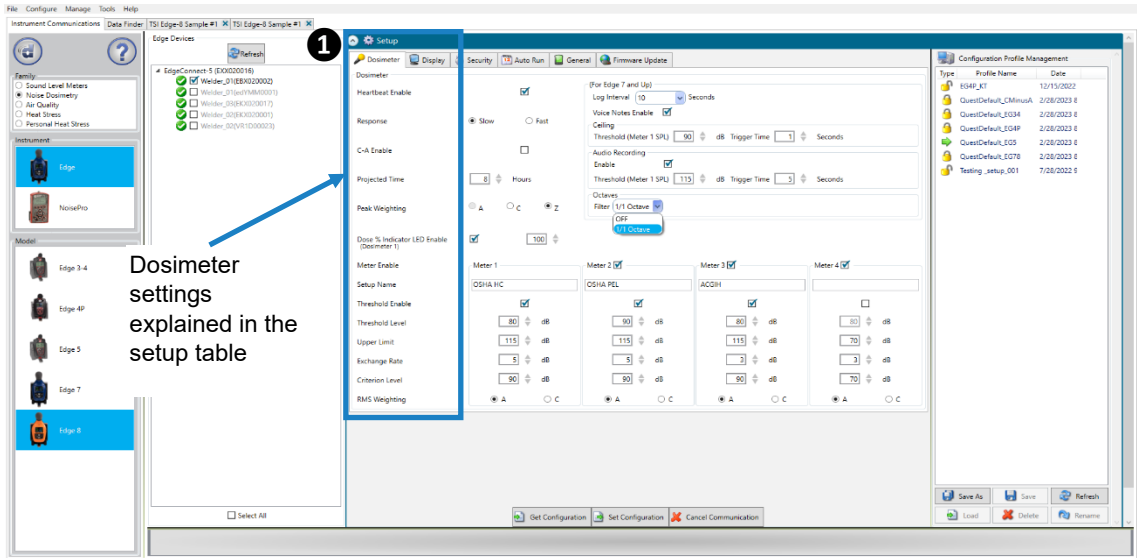 File Configure Manage Tools Help
Instrument Communications Data Finder TSI Edge-8 Sample #1 TSI Edge-8 Sample #1
Family
Sound Level Meters
Noise Dosimetry
Air Quality
Heat Stress
Personal Heat Stress
Instrument
Edge
NoisePro
Model
Edge 3-4
Edge 4P
Edge 5
Edge 7
Edge 8
Edge Devices
Refresh
EdgeConnect-5 (EXX020016)
Welder_01(EBX020002)
Welder_01(edYMM0001)
Welder_03(EKX020017)
Welder_02(EKX020001)
Welder_02(VR1D00023)
Select All
1
Setup
Dosimeter Display Security Auto Run General Firmware Update
Dosimeter
Heartbeat Enable
Response Slow Fast
C-A Enable
Projected Time 8 Hours
Peak Weighting A C Z
Dose % Indicator LED Enable 100
(Dosimeter 1)
(For Edge 7 and Up)
Log Interval 10 Seconds
Voice Notes Enable
Ceiling
Threshold (Meter 1 SPL) 90 dB Trigger Time 1 Seconds
Audio Recording
Enable
Threshold (Meter 1 SPL) 115 dB Trigger Time 5 Seconds
Octaves
Filter 1/1 Octave
OFF
1/1 Octave
Meter Enable Meter 1 Meter 2 Meter 3 Meter 4
Setup Name OSHA HC OSHA PEL ACGIH
Threshold Enable
Threshold Level 80 dB 90 dB 80 dB 80 dB
Upper Limit 115 dB 115 dB 115 dB 70 dB
Exchange Rate 5 dB 5 dB 3 dB 3 dB
Criterion Level 90 dB 90 dB 90 dB 70 dB
RMS Weighting A C A C A C A C
Dosimeter
settings
explained in the
setup table
Get Configuration Set Configuration Cancel Communication
Configuration Profile Management
Type Profile Name Date
EG4P_KT 12/15/2022
QuestDefault_CMinusA 2/28/2023 8
QuestDefault_EG34 2/28/2023 8
QuestDefault_EG4P 2/28/2023 8
QuestDefault_EG5 2/28/2023 8
QuestDefault_EG78 2/28/2023 8
Testing _setup_001 7/28/2022 9
Save As Save Refresh
Load Delete Rename